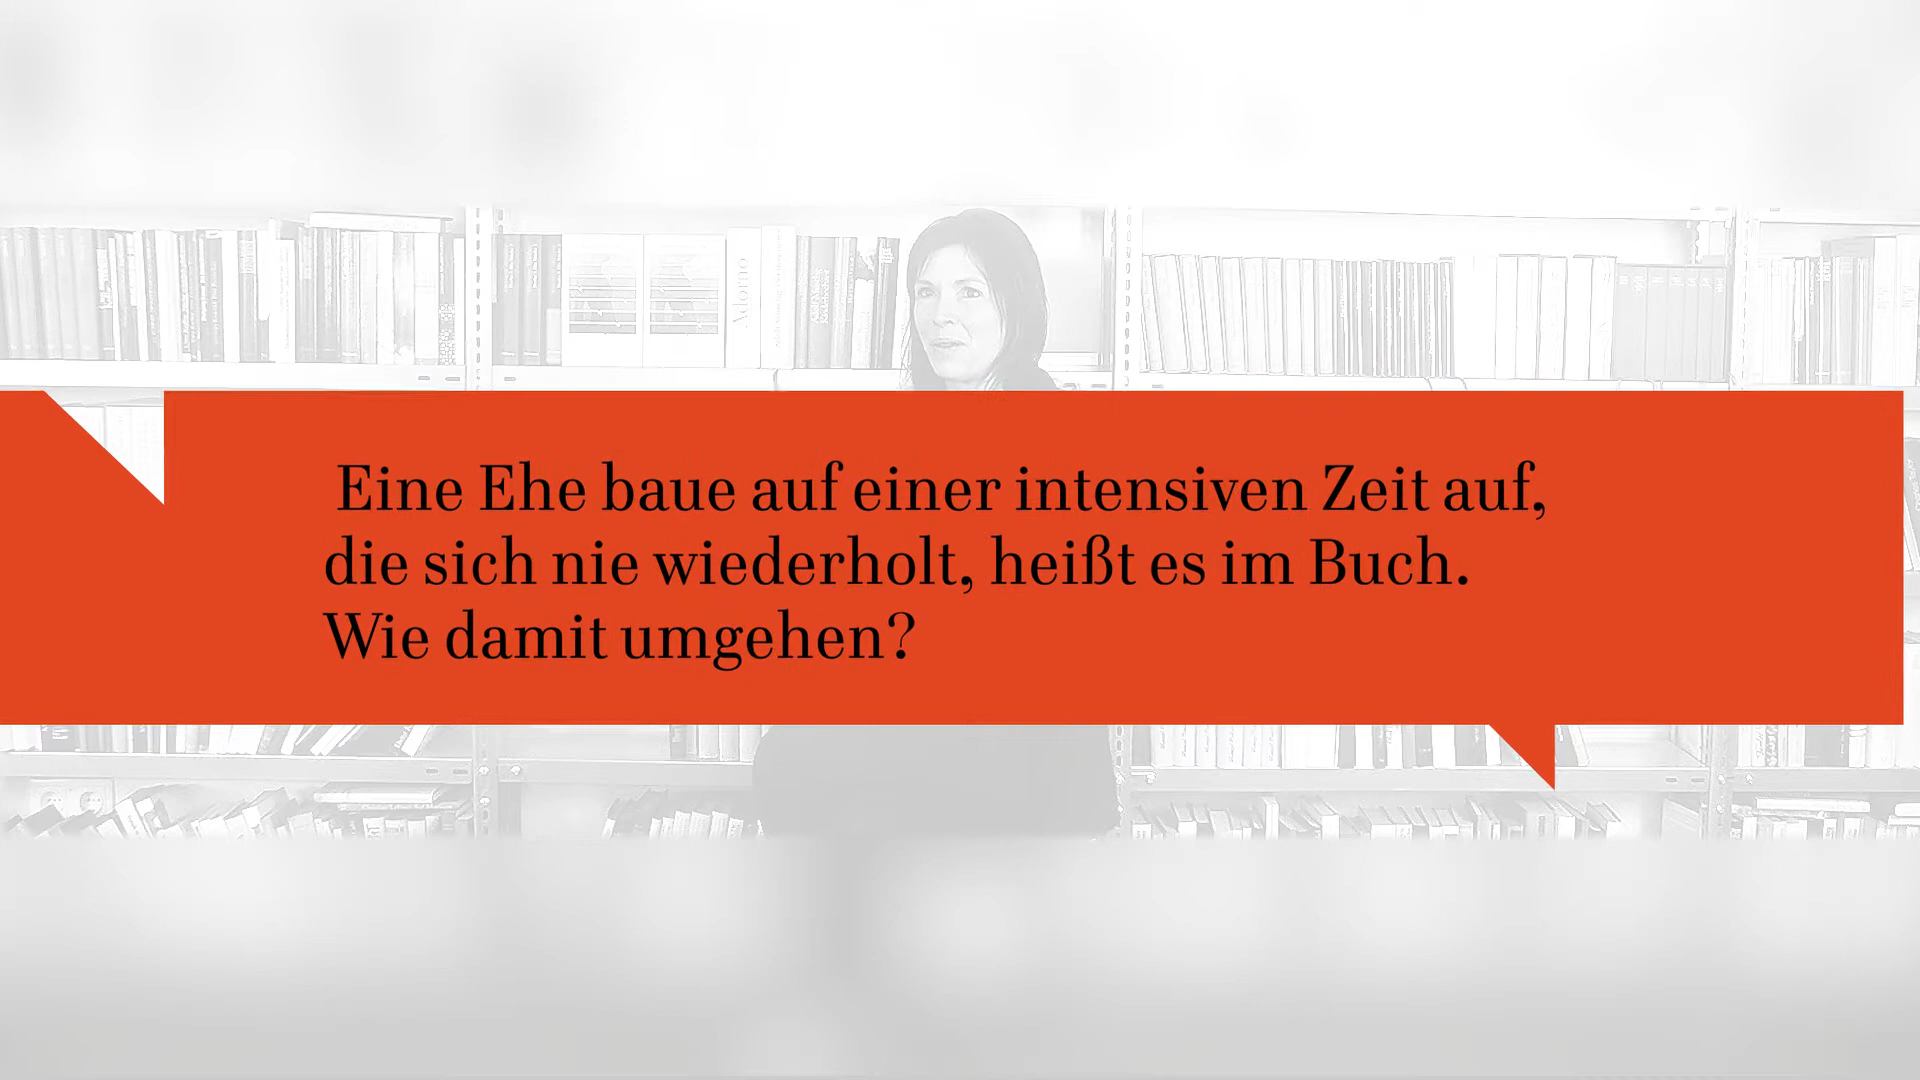 Adorno
Eine Ehe baue auf einer intensiven Zeit auf,
die sich nie wiederholt, heißt es im Buch.
Wie damit umgehen?